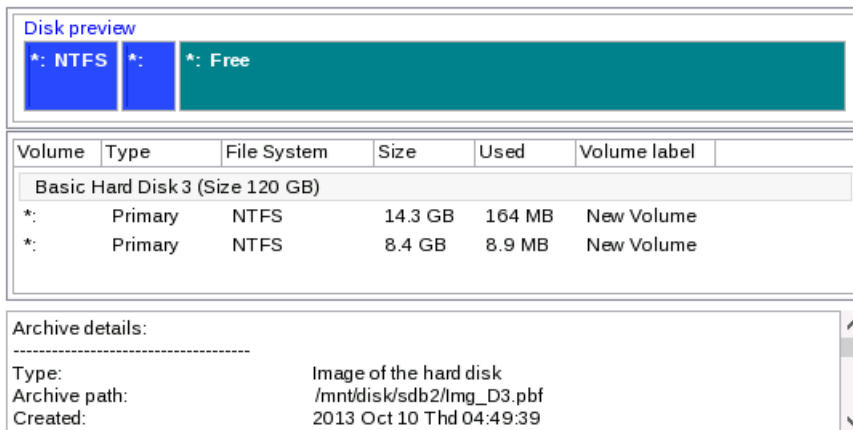 Disk preview
*: NTFS *: *: Free
Volume Type File System Size Used Volume label
Basic Hard Disk 3 (Size 120 GB)
*: Primary NTFS 14.3 GB 164 MB New Volume
*: Primary NTFS 8.4 GB 8.9 MB New Volume
Archive details:
-------------------------------------
Type: Image of the hard disk
Archive path: /mnt/disk/sdb2/Img_D3.pbf
Created: 2013 Oct 10 Thd 04:49:39